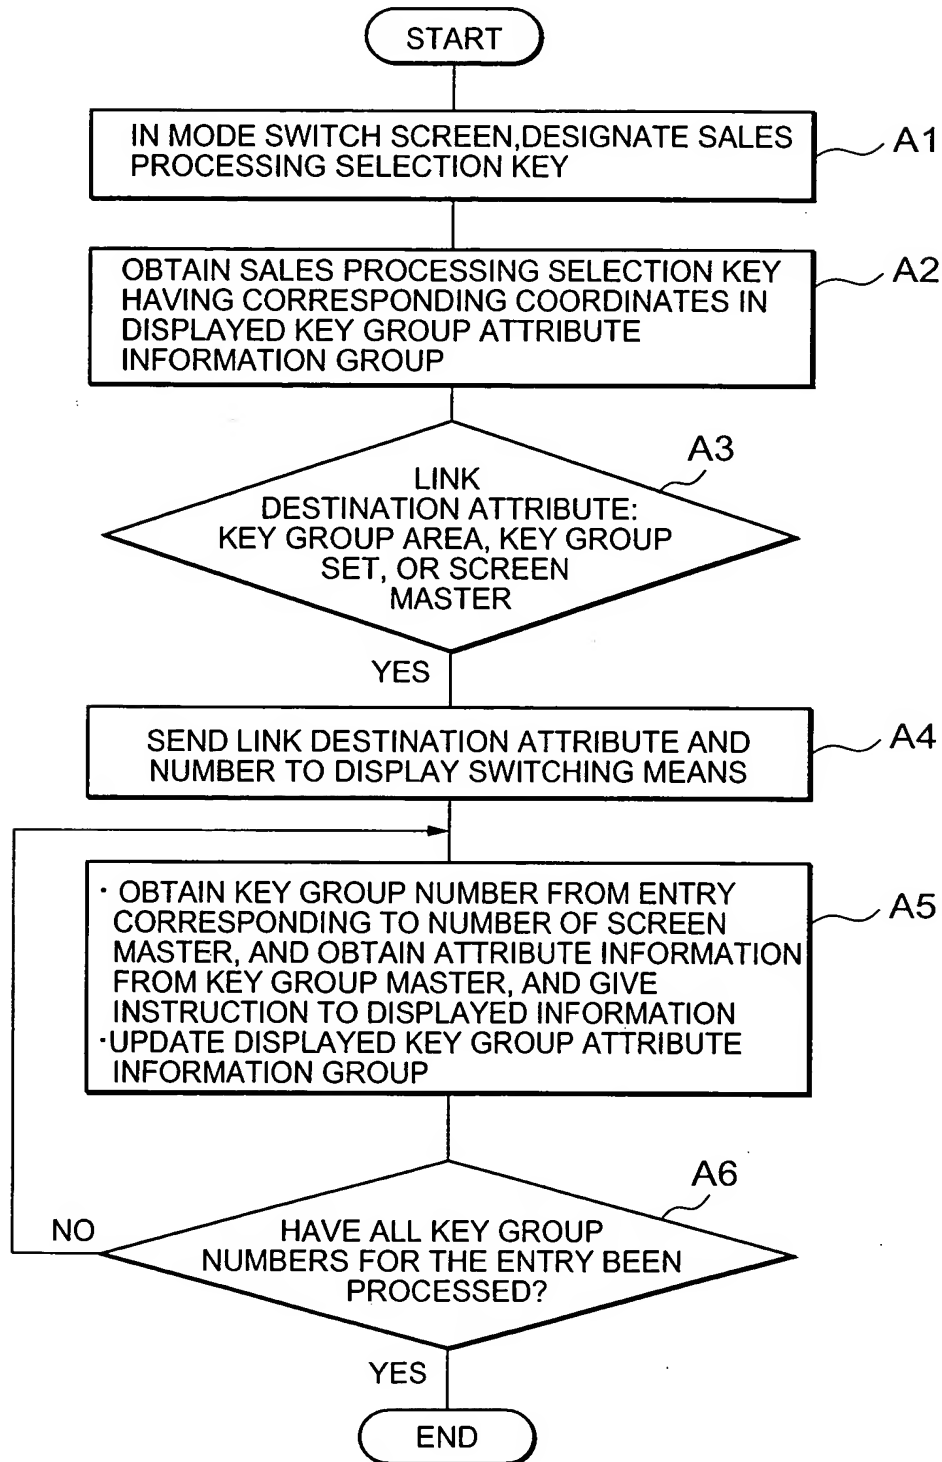 START
IN MODE SWITCH SCREEN,DESIGNATE SALES
PROCESSING SELECTION KEY
A1
OBTAIN SALES PROCESSING SELECTION KEY
HAVING CORRESPONDING COORDINATES IN
DISPLAYED KEY GROUP ATTRIBUTE
INFORMATION GROUP
A2
A3
LINK
DESTINATION ATTRIBUTE:
KEY GROUP AREA, KEY GROUP
SET, OR SCREEN
MASTER
YES
SEND LINK DESTINATION ATTRIBUTE AND
NUMBER TO DISPLAY SWITCHING MEANS
A4
· OBTAIN KEY GROUP NUMBER FROM ENTRY
CORRESPONDING TO NUMBER OF SCREEN
MASTER, AND OBTAIN ATTRIBUTE INFORMATION
FROM KEY GROUP MASTER, AND GIVE
INSTRUCTION TO DISPLAYED INFORMATION
·UPDATE DISPLAYED KEY GROUP ATTRIBUTE
INFORMATION GROUP
A5
A6
NO
HAVE ALL KEY GROUP
NUMBERS FOR THE ENTRY BEEN
PROCESSED?
YES
END